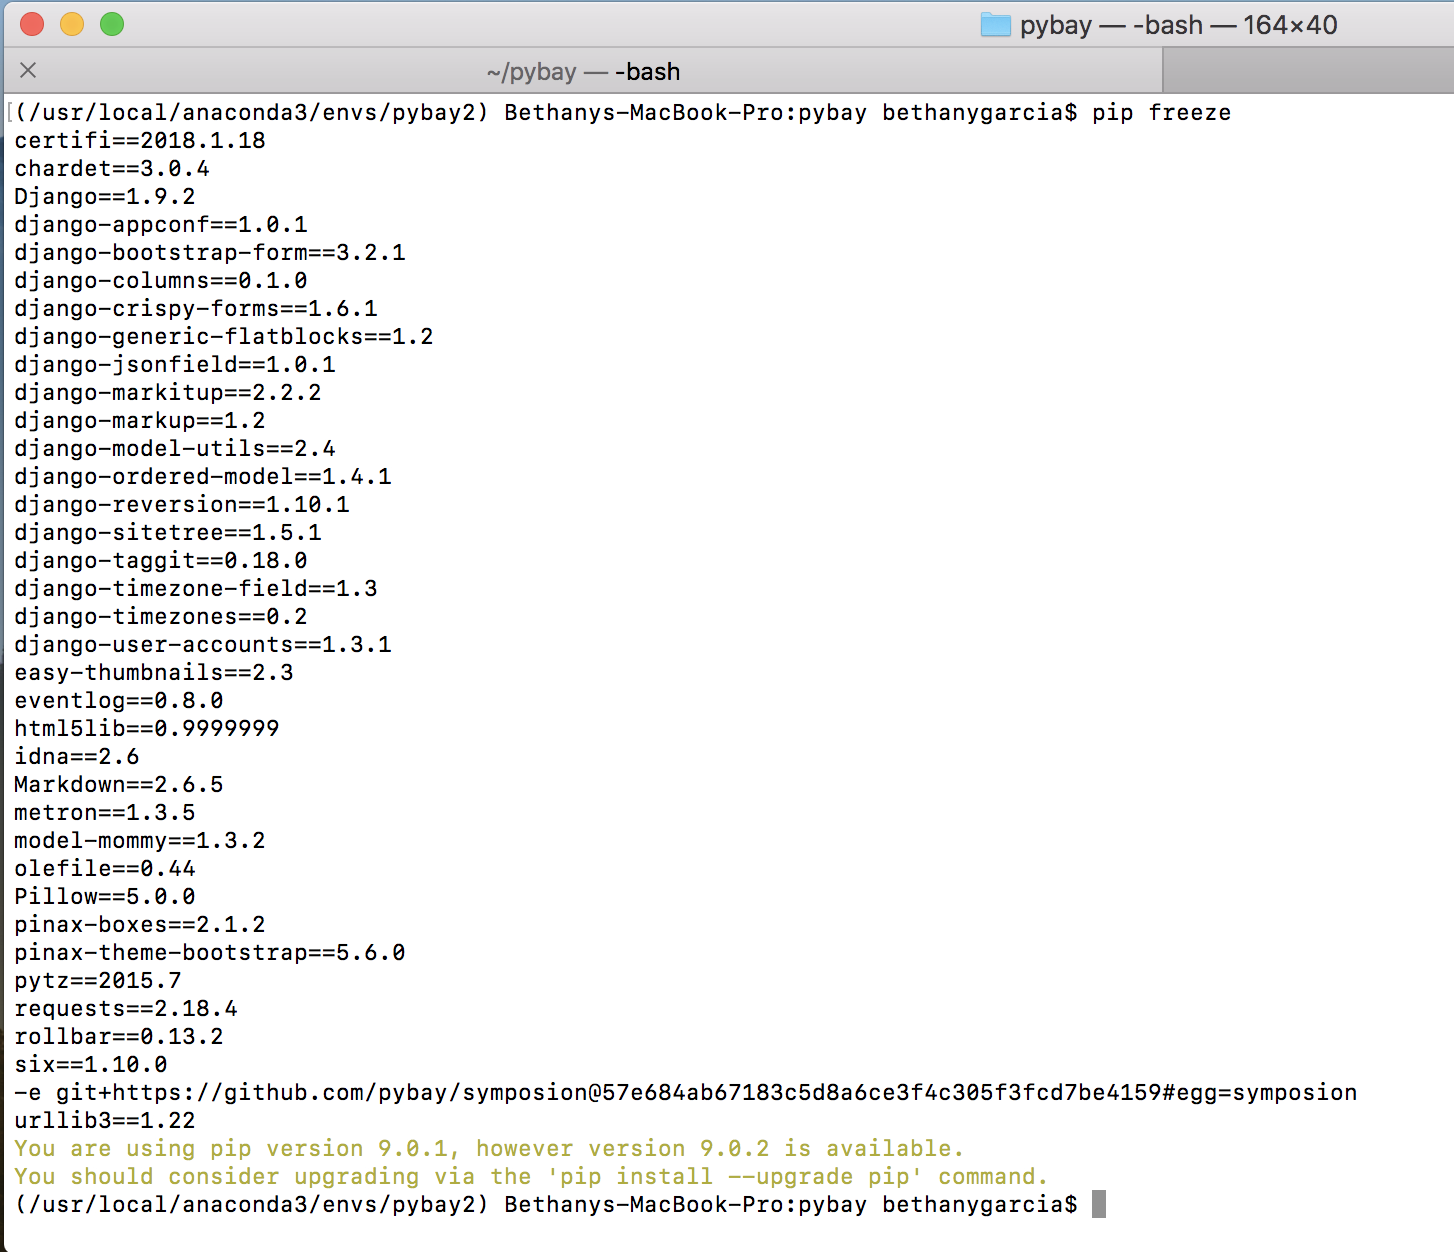 pybay — -bash — 164×40
~/pybay — -bash
(/usr/local/anaconda3/envs/pybay2) Bethanys-MacBook-Pro:pybay bethanygarcia$ pip freeze
certifi==2018.1.18
chardet==3.0.4
Django==1.9.2
django-appconf==1.0.1
django-bootstrap-form==3.2.1
django-columns==0.1.0
django-crispy-forms==1.6.1
django-generic-flatblocks==1.2
django-jsonfield==1.0.1
django-markitup==2.2.2
django-markup==1.2
django-model-utils==2.4
django-ordered-model==1.4.1
django-reversion==1.10.1
django-sitetree==1.5.1
django-taggit==0.18.0
django-timezone-field==1.3
django-timezones==0.2
django-user-accounts==1.3.1
easy-thumbnails==2.3
eventlog==0.8.0
html5lib==0.9999999
idna==2.6
Markdown==2.6.5
metron==1.3.5
model-mommy==1.3.2
olefile==0.44
Pillow==5.0.0
pinax-boxes==2.1.2
pinax-theme-bootstrap==5.6.0
pytz==2015.7
requests==2.18.4
rollbar==0.13.2
six==1.10.0
-e git+https://github.com/pybay/symposion@57e684ab67183c5d8a6ce3f4c305f3fcd7be4159#egg=symposion
urllib3==1.22
You are using pip version 9.0.1, however version 9.0.2 is available.
You should consider upgrading via the 'pip install --upgrade pip' command.
(/usr/local/anaconda3/envs/pybay2) Bethanys-MacBook-Pro:pybay bethanygarcia$